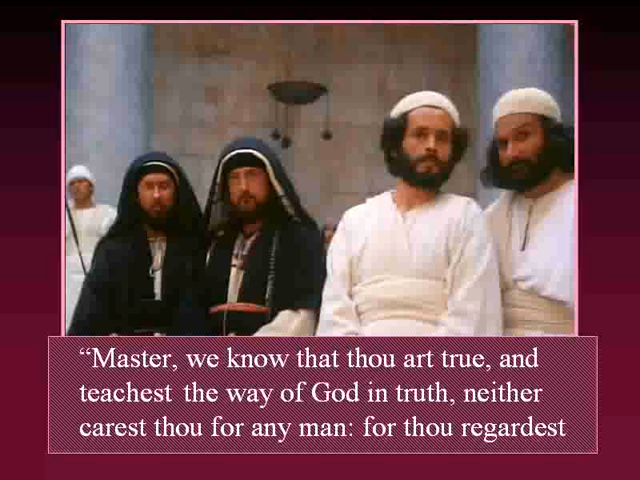 “Master, we know that thou art true, and
teachest the way of God in truth, neither
carest thou for any man: for thou regardest